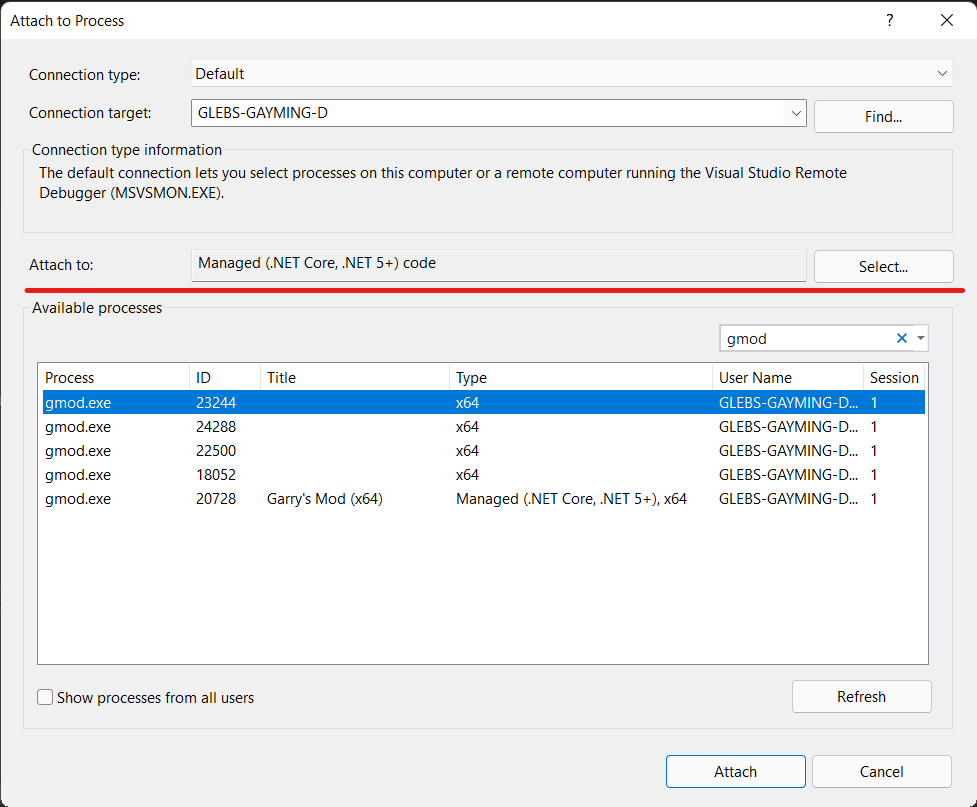 Attach to Process
?
Connection type: Default
Connection target: GLEBS-GAYMING-D Find...
Connection type information
The default connection lets you select processes on this computer or a remote computer running the Visual Studio Remote
Debugger (MSVSMON.EXE).
Attach to: Managed (.NET Core, .NET 5+) code Select...
Available processes
gmod
Process ID Title Type User Name Session
gmod.exe 23244 x64 GLEBS-GAYMING-D... 1
gmod.exe 24288 x64 GLEBS-GAYMING-D... 1
gmod.exe 22500 x64 GLEBS-GAYMING-D... 1
gmod.exe 18052 x64 GLEBS-GAYMING-D... 1
gmod.exe 20728 Garry's Mod (x64) Managed (.NET Core, .NET 5+), x64 GLEBS-GAYMING-D... 1
Show processes from all users Refresh
Attach Cancel